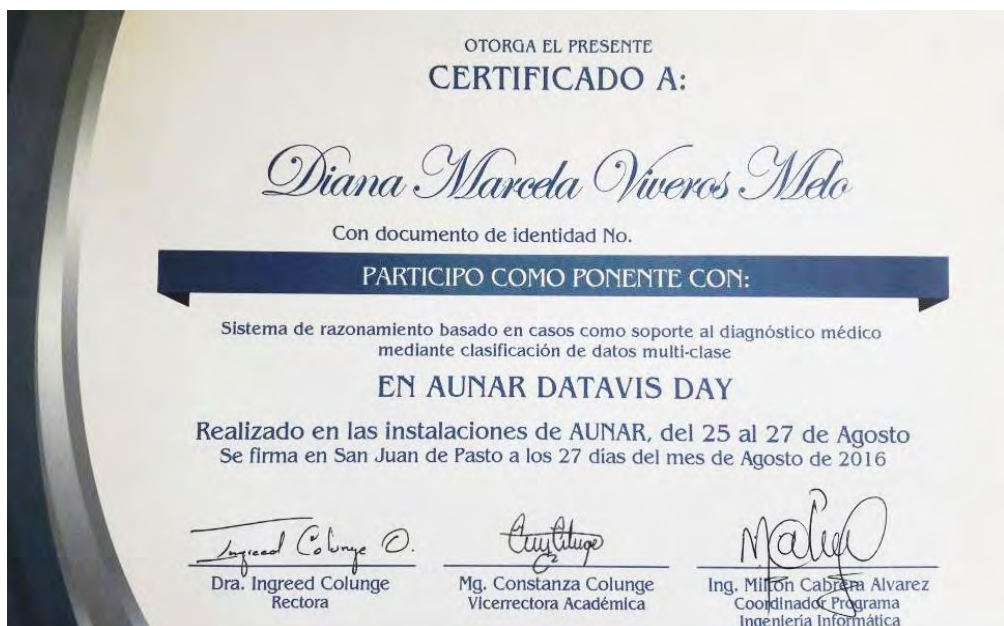 OTORGA EL PRESENTE
CERTIFICADO A:
Diana Marcela Viveros Melo
Con documento de identidad No.
PARTICIPO COMO PONENTE CON:
Sistema de razonamiento basado en casos como soporte al diagnóstico médico
mediante clasificación de datos multi-clase
EN AUNAR DATAVIS DAY
Realizado en las instalaciones de AUNAR, del 25 al 27 de Agosto
Se firma en San Juan de Pasto a los 27 días del mes de Agosto de 2016
Ingreed Colunge O.
Dra. Ingreed Colunge
Rectora
Mg. Constanza Colunge
Vicerrectora Académica
Ing. Milton Cabrera Alvarez
Coordinador Programa
Ingeniería Informática